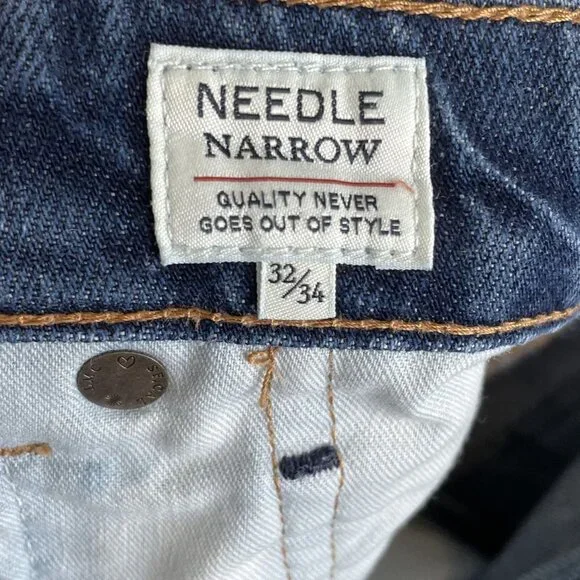 NEEDLE
NARROW
QUALITY NEVER
GOES OUT OF STYLE
32/34